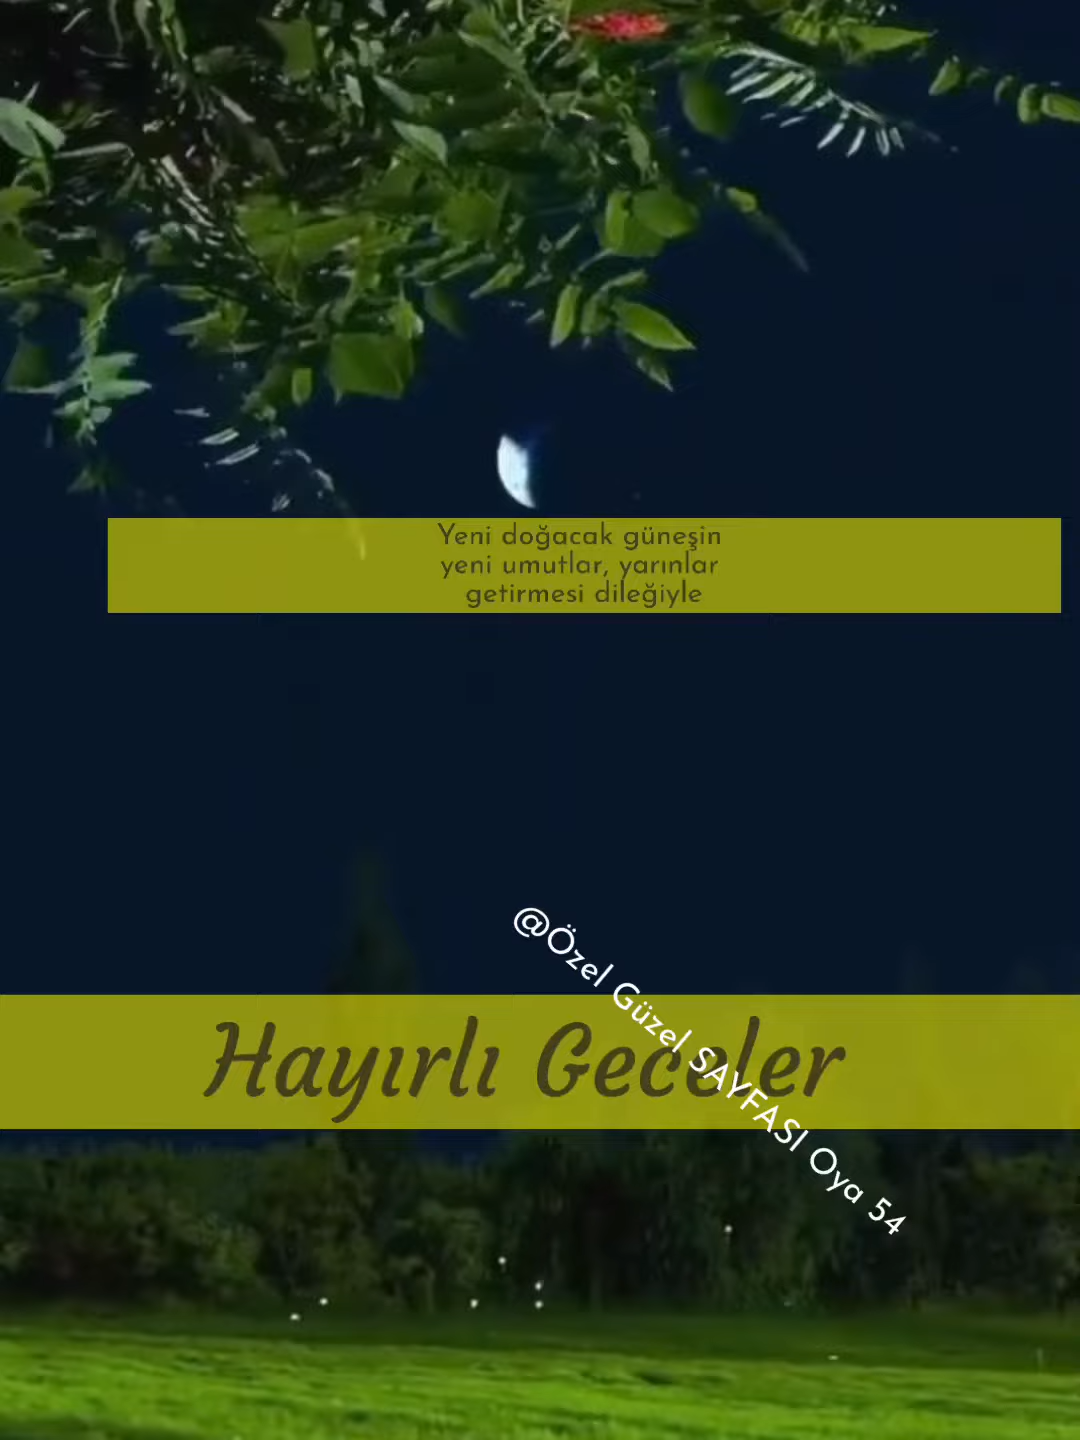 Yeni doğacak güneşin
yeni umutlar, yarınlar
getirmesi dileğiyle
@Özel Güzel SAYFASI Oya 54
Hayırlı Geceler